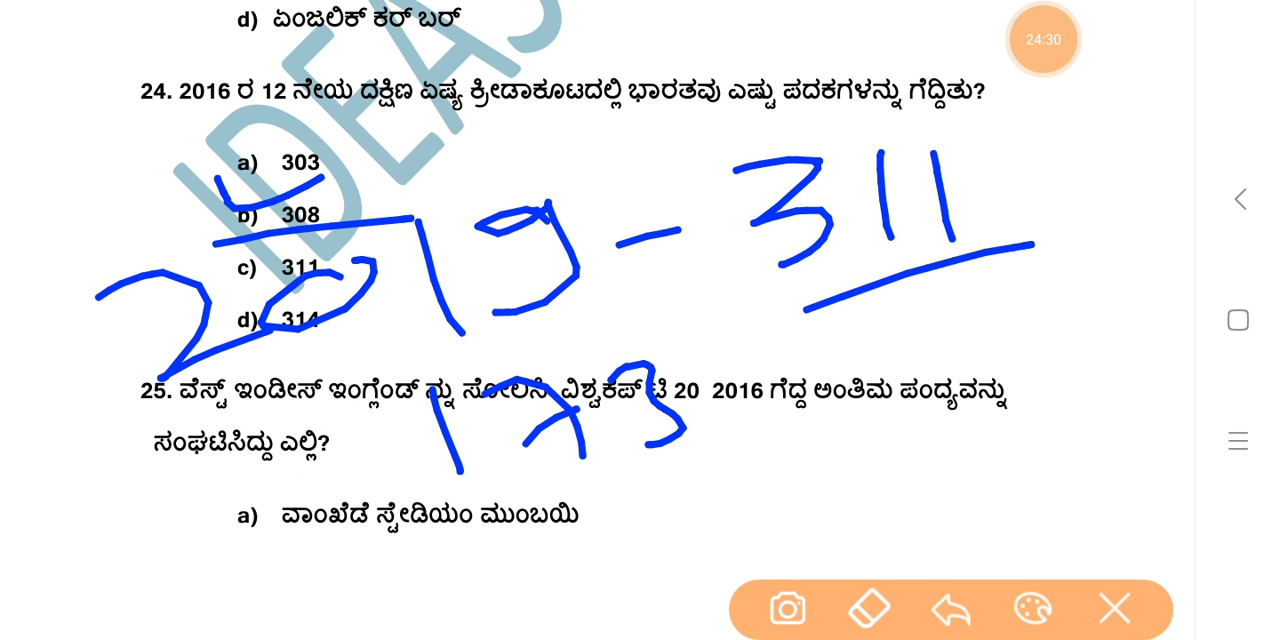 d) ಏಂಜಲಿಕ್ ಕರ್ ಬರ್
24:30
24. 2016 ರ 12 ನೇಯ ದಕ್ಷಿಣ ಏಷ್ಯ ಕ್ರೀಡಾಕೂಟದಲ್ಲಿ ಭಾರತವು ಎಷ್ಟು ಪದಕಗಳನ್ನು ಗೆದ್ದಿತು?
a) 303
b) 308
c) 311
d) 314
2019 - 311
173
25. ವೆಸ್ಟ್ ಇಂಡೀಸ್ ಇಂಗ್ಲೆಂಡ್ ನ್ನು ಸೋಲಿಸಿ ವಿಶ್ವಕಪ್ ಟಿ 20 2016 ಗೆದ್ದ ಅಂತಿಮ ಪಂದ್ಯವನ್ನು
ಸಂಘಟಿಸಿದ್ದು ಎಲ್ಲಿ?
a) ವಾಂಖೆಡೆ ಸ್ಟೇಡಿಯಂ ಮುಂಬಯಿ
IDEAS